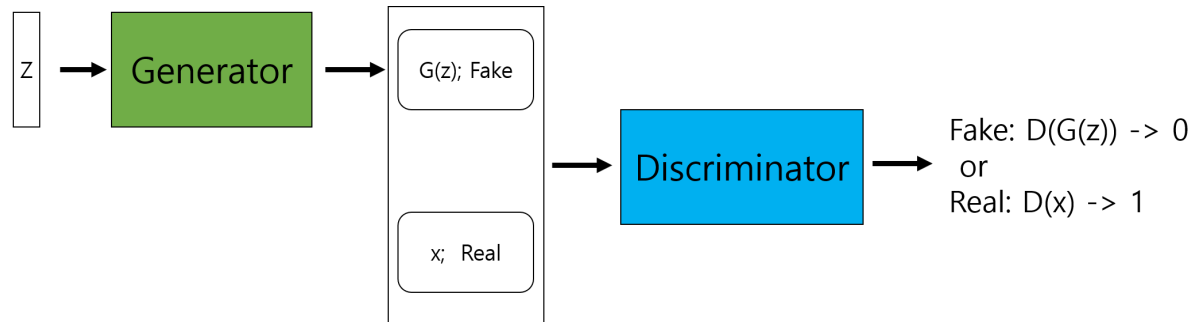 Z
Generator
G(z); Fake
x; Real
Discriminator
Fake: D(G(z)) -> 0
or
Real: D(x) -> 1